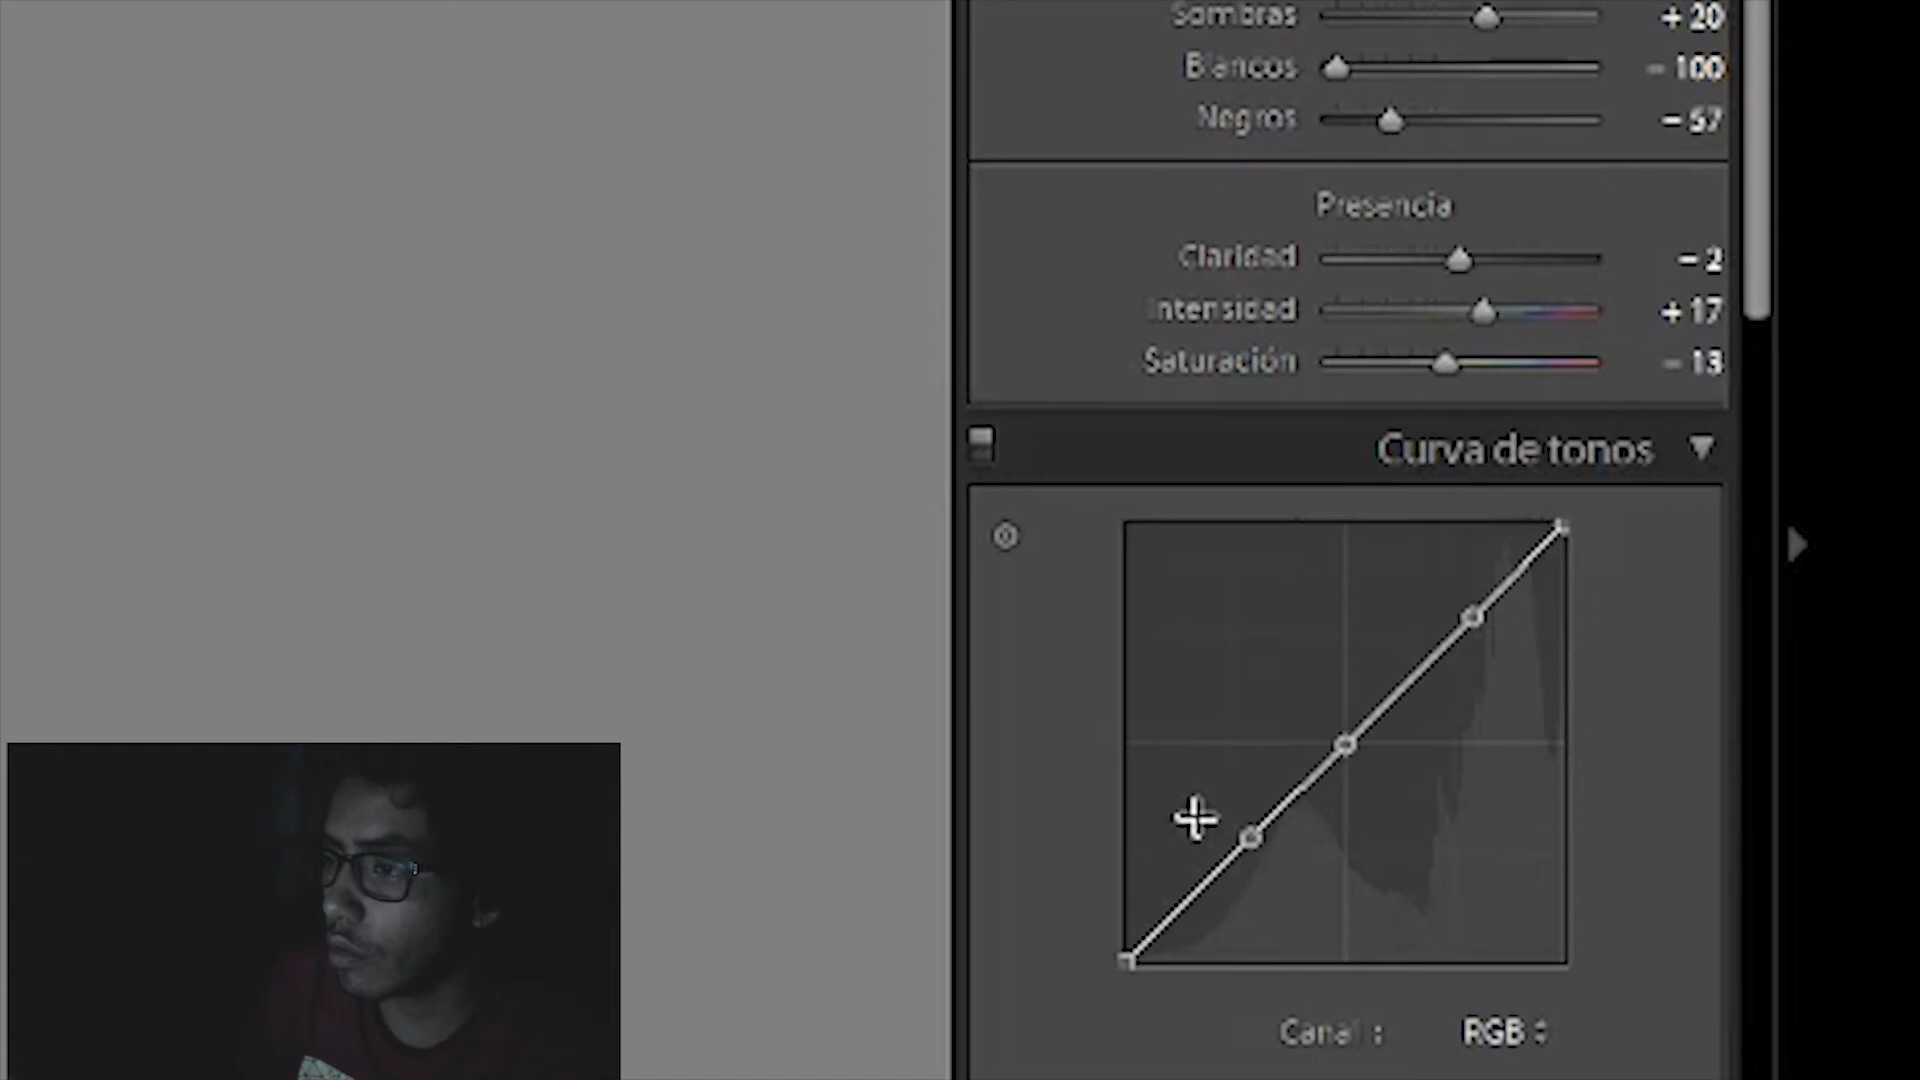 Sombras + 20
Blancos - 100
Negros - 57
Presencia
Claridad - 2
Intensidad + 17
Saturación - 13
Curva de tonos
Canal : RGB